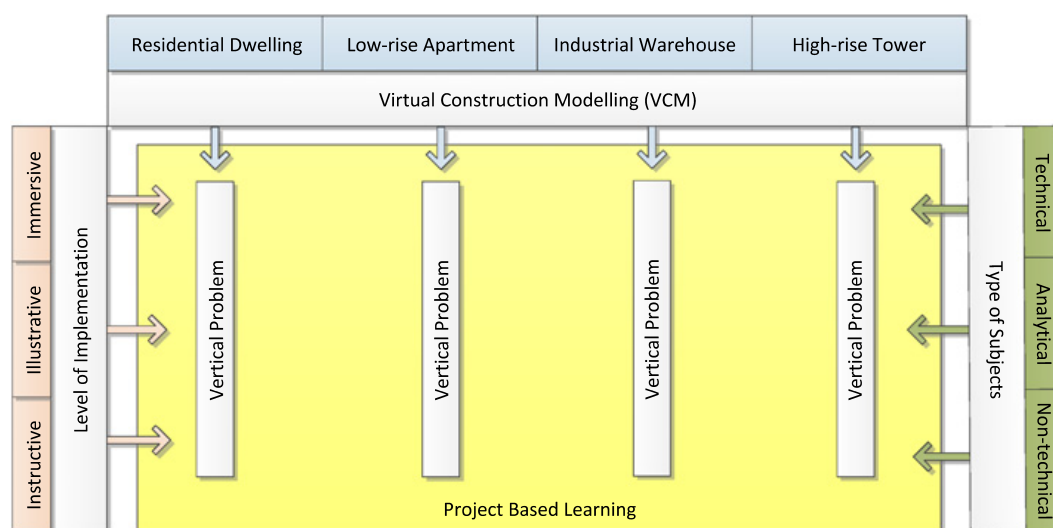 Residential Dwelling
Low-rise Apartment
Industrial Warehouse
High-rise Tower
Virtual Construction Modelling (VCM)
Immersive
Illustrative
Instructive
Level of Implementation
Vertical Problem
Vertical Problem
Vertical Problem
Vertical Problem
Type of Subjects
Technical
Analytical
Non-technical
Project Based Learning